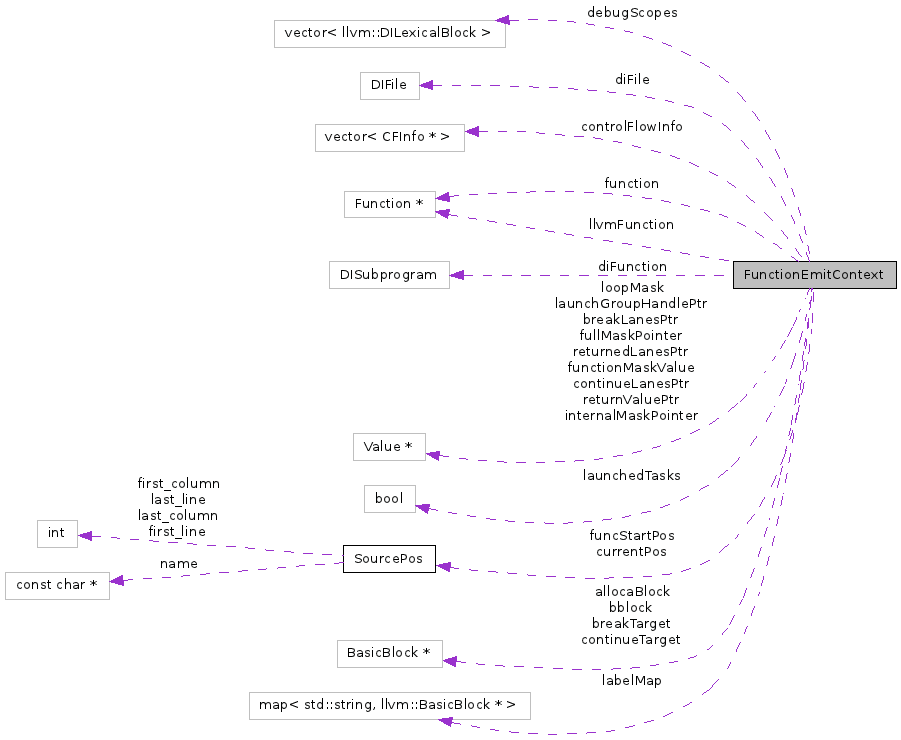 debugScopes
vector< llvm::DILexicalBlock >
diFile
DIFile
controlFlowInfo
vector< CFInfo * >
function
Function *
llvmFunction
diFunction
DISubprogram
FunctionEmitContext
loopMask
launchGroupHandlePtr
breakLanesPtr
fullMaskPointer
returnedLanesPtr
functionMaskValue
continueLanesPtr
returnValuePtr
internalMaskPointer
Value *
launchedTasks
bool
first_column
last_line
last_column
first_line
int
funcStartPos
currentPos
SourcePos
name
const char *
allocaBlock
bblock
breakTarget
continueTarget
BasicBlock *
labelMap
map< std::string, llvm::BasicBlock * >